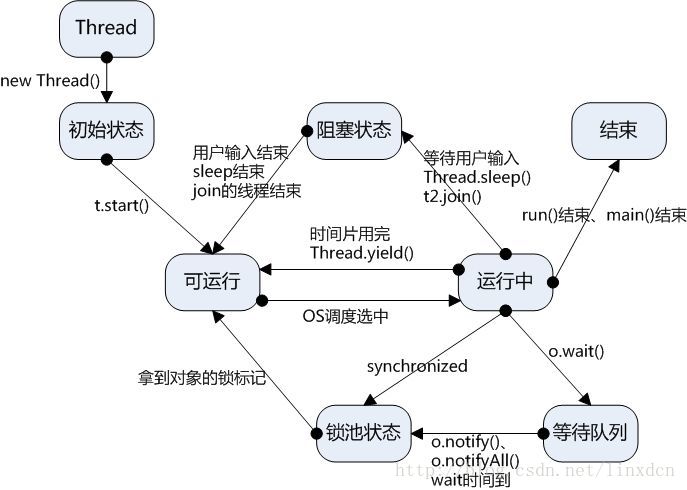 Thread
new Thread()
初始状态
阻塞状态
结束
用户输入结束
sleep结束
join的线程结束
等待用户输入
Thread.sleep()
t2.join()
t.start()
run()结束、main()结束
时间片用完
Thread.yield()
可运行
运行中
OS调度选中
synchronized
o.wait()
拿到对象的锁标记
锁池状态
等待队列
o.notify()、
o.notifyAll()
wait时间到
http://blog.csdn.net/linxdcn